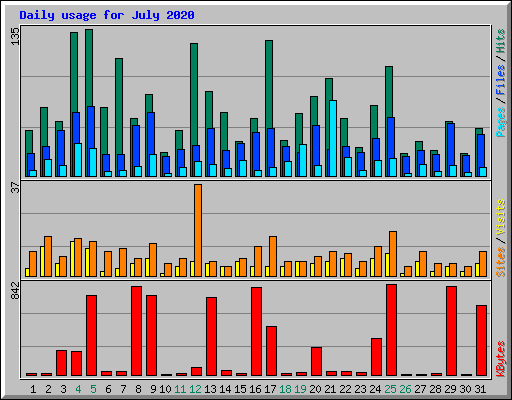 Daily usage for July 2020
135
Pages / Files / Hits
37
Sites / Visits
842
KBytes
1 2 3 4 5 6 7 8 9 10 11 12 13 14 15 16 17 18 19 20 21 22 23 24 25 26 27 28 29 30 31